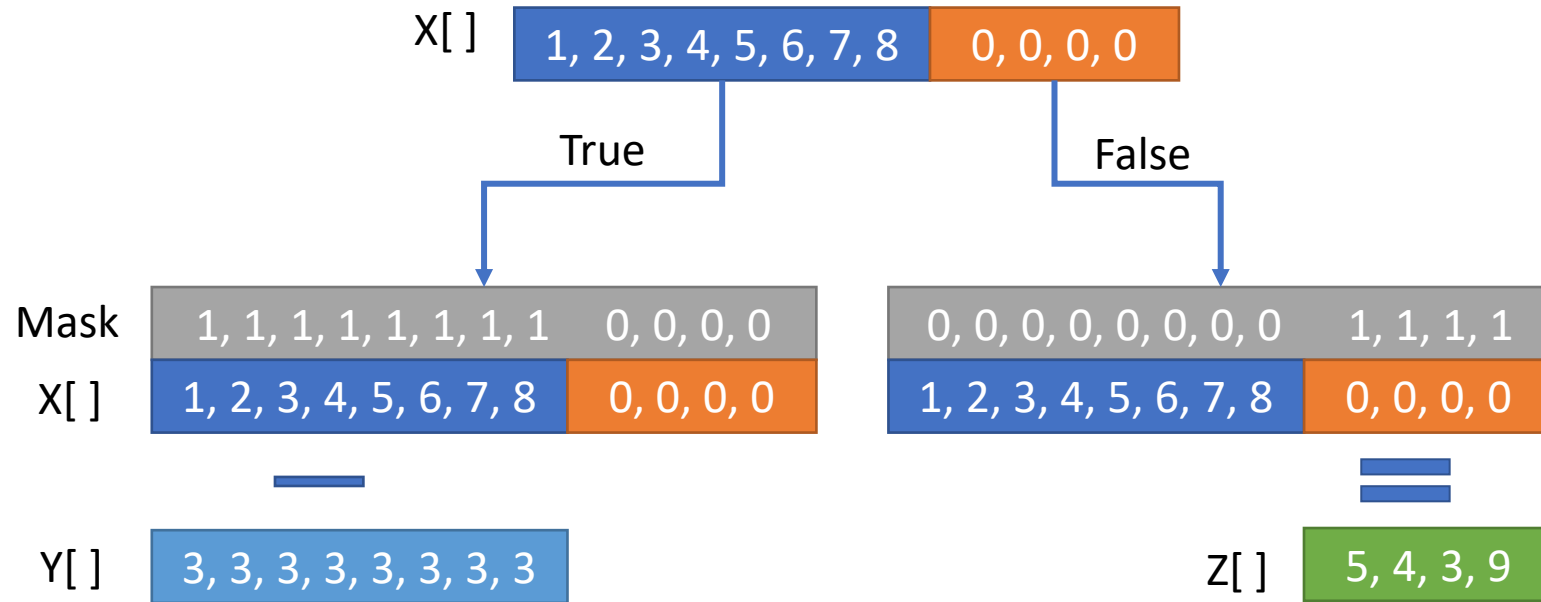 X[ ] 1, 2, 3, 4, 5, 6, 7, 8 0, 0, 0, 0
True False
Mask 1, 1, 1, 1, 1, 1, 1, 1 0, 0, 0, 0 0, 0, 0, 0, 0, 0, 0, 0 1, 1, 1, 1
X[ ] 1, 2, 3, 4, 5, 6, 7, 8 0, 0, 0, 0 1, 2, 3, 4, 5, 6, 7, 8 0, 0, 0, 0
Y[ ] 3, 3, 3, 3, 3, 3, 3, 3 Z[ ] 5, 4, 3, 9